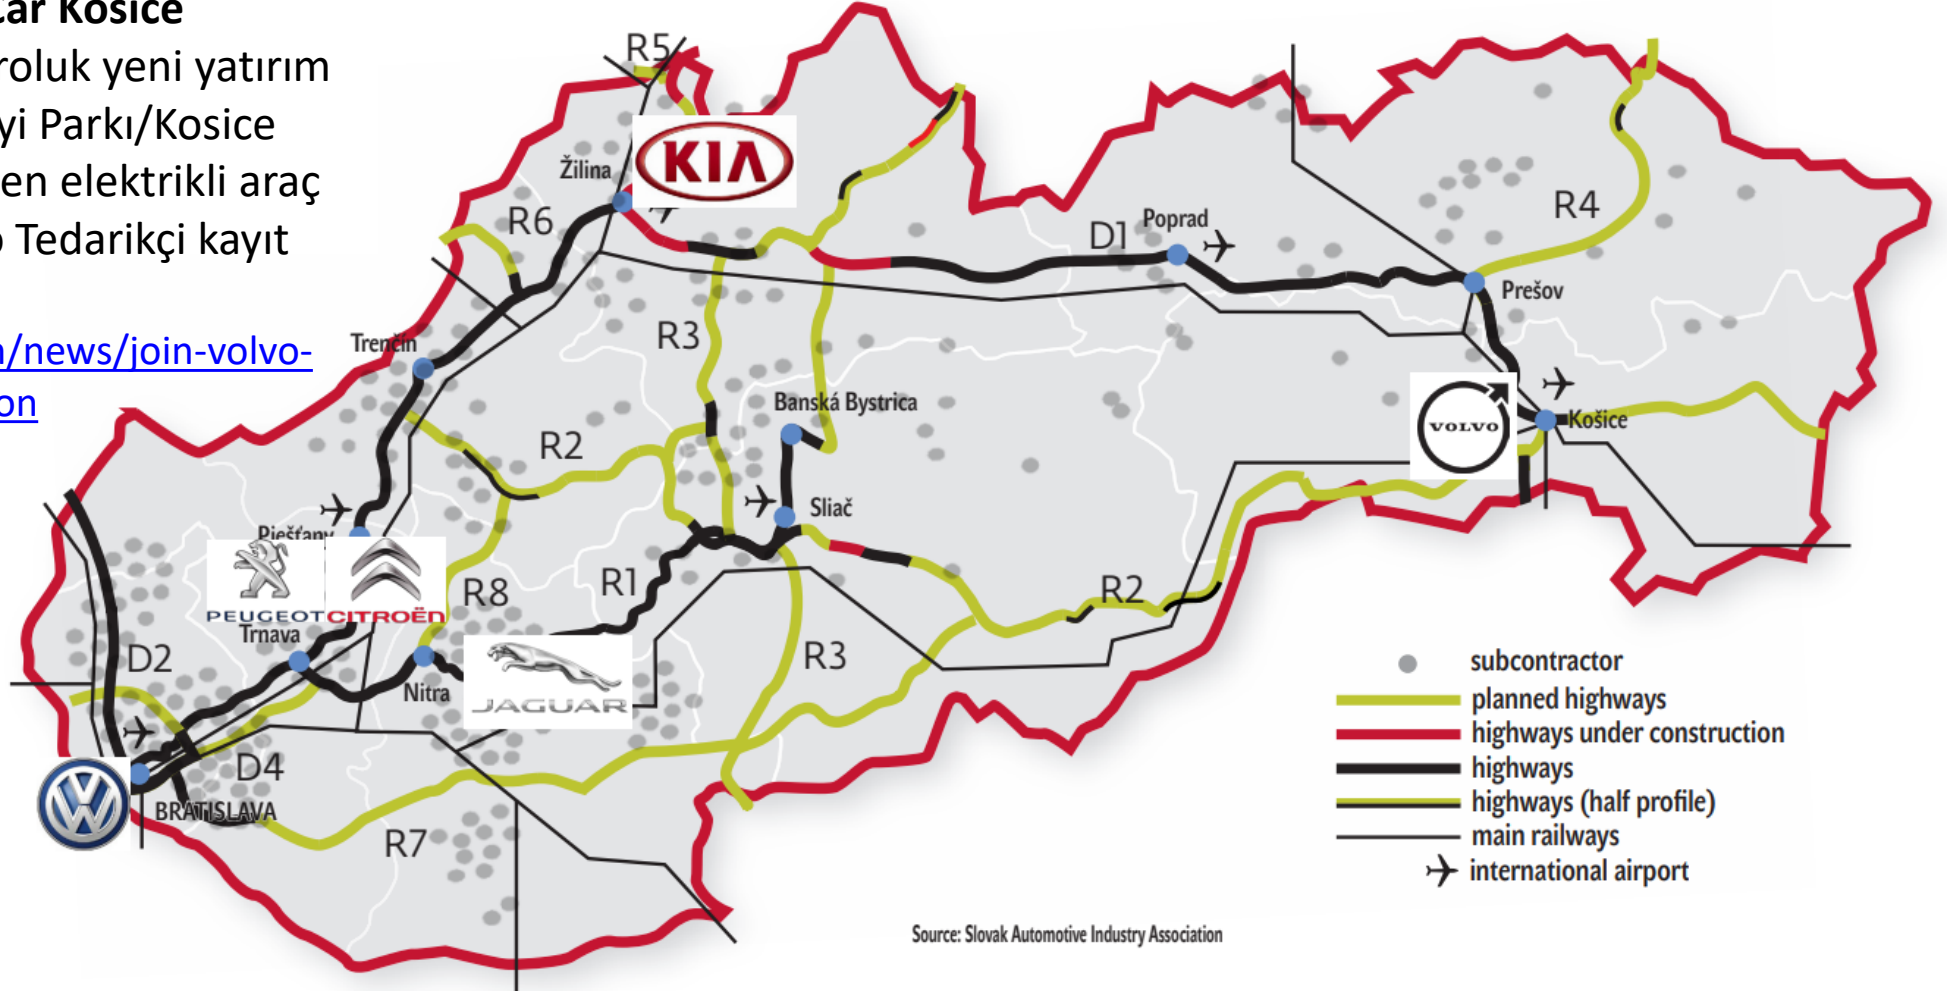 Car Kosice
roluk yeni yatırım
yi Parkı/Kosice
en elektrikli araç
o Tedarikçi kayıt
n/news/join-volvo-
on
R5
KIA
Žilina
R6
R4
Poprad
D1
Prešov
R3
Trenčín
Banská Bystrica
VOLVO
Košice
R2
Sliač
Piešťany
PEUGEOT
CITROËN
R8
R1
R2
Trnava
D2
R3
Nitra
JAGUAR
D4
BRATISLAVA
R7
subcontractor
planned highways
highways under construction
highways
highways (half profile)
main railways
international airport
Source: Slovak Automotive Industry Association